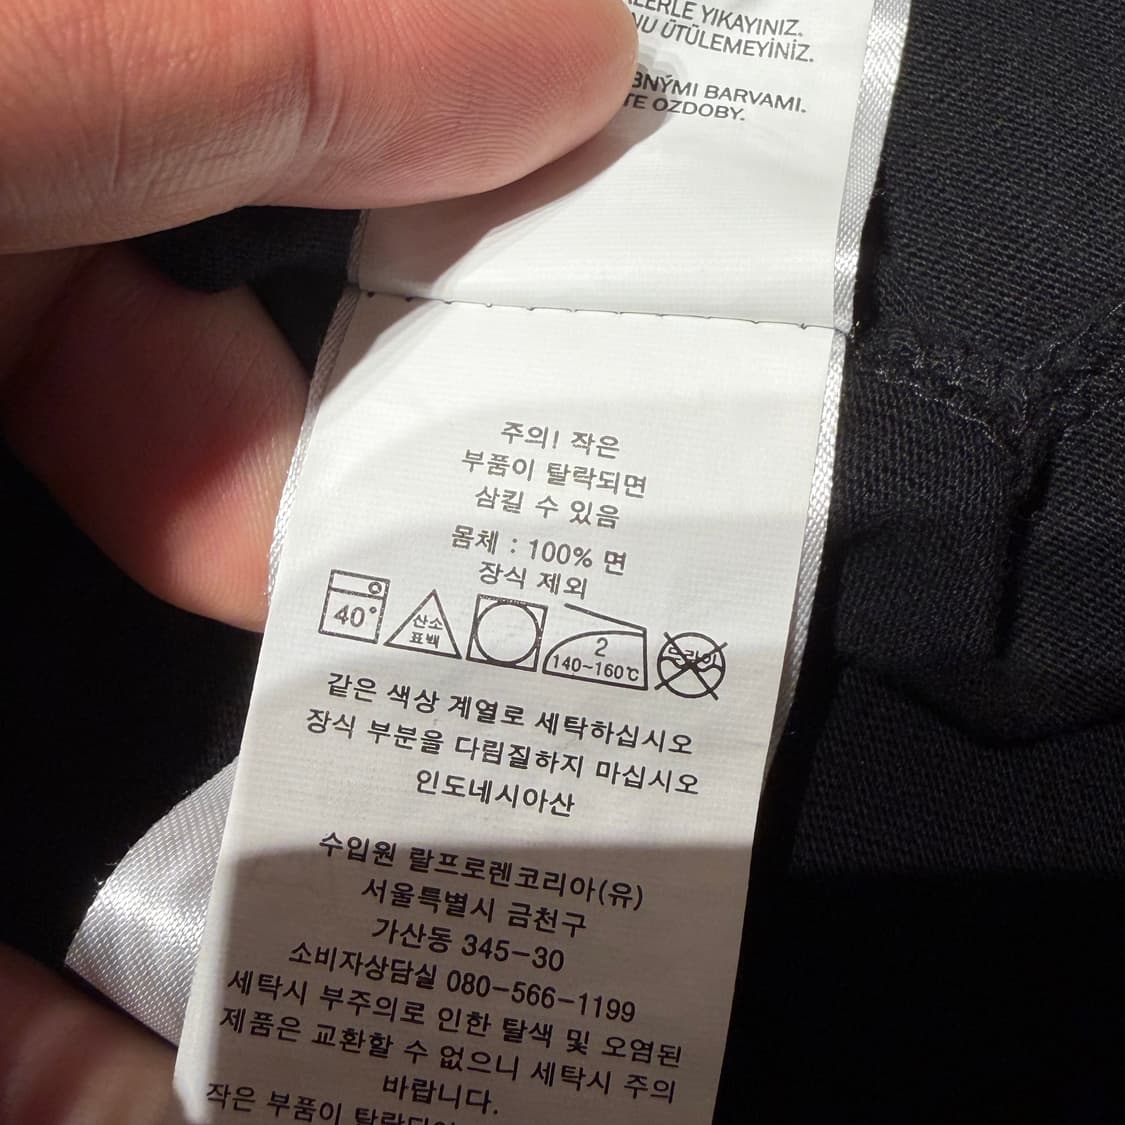 YIKAYINIZ.
ÜTÜLEMEYİNİZ.
BARVAMI.
OZDOBY.
주의! 작은
부품이 탈락되면
삼킬 수 있음
몸체 : 100% 면
장식 제외
40°
산소
표백
2
140~160℃
드라이
같은 색상 계열로 세탁하십시오
장식 부분을 다림질하지 마십시오
인도네시아산
수입원 랄프로렌코리아(유)
서울특별시 금천구
가산동 345-30
소비자상담실 080-566-1199
세탁시 부주의로 인한 탈색 및 오염된
제품은 교환할 수 없으니 세탁시 주의
바랍니다.
작은 부품이